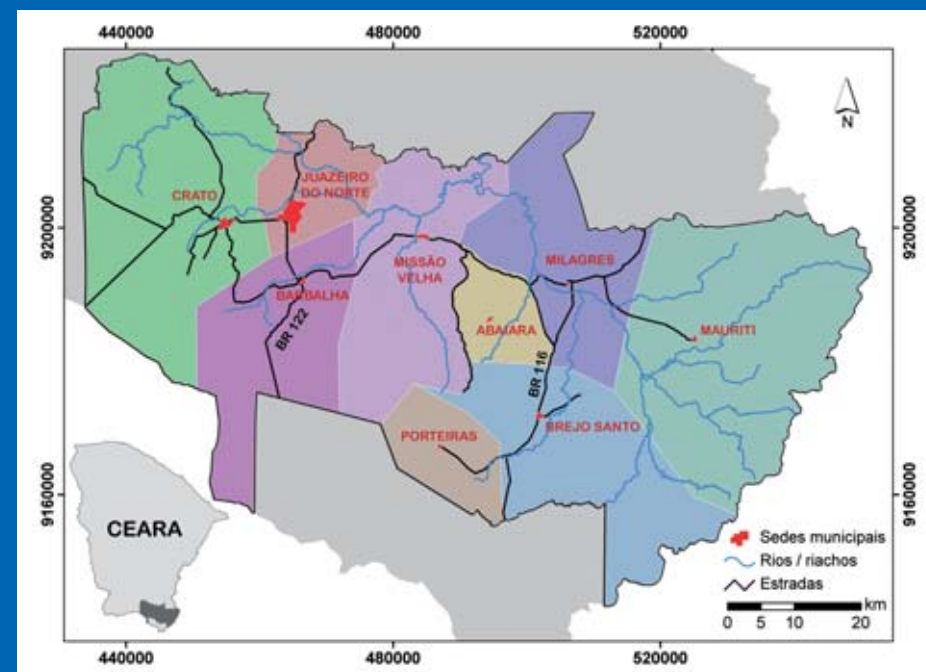 440000 480000 520000
N
JUAZEIRO
DO NORTE
CRATO
9200000 9200000
MISSÃO
VELHA
MILAGRES
BARBALHA
BR 122
ABAIARA
MAURITI
BR 116
PORTEIRAS
BREJO SANTO
9160000 9160000
CEARA
Sedes municipais
Rios / riachos
Estradas
km
0 5 10 20
440000 480000 520000